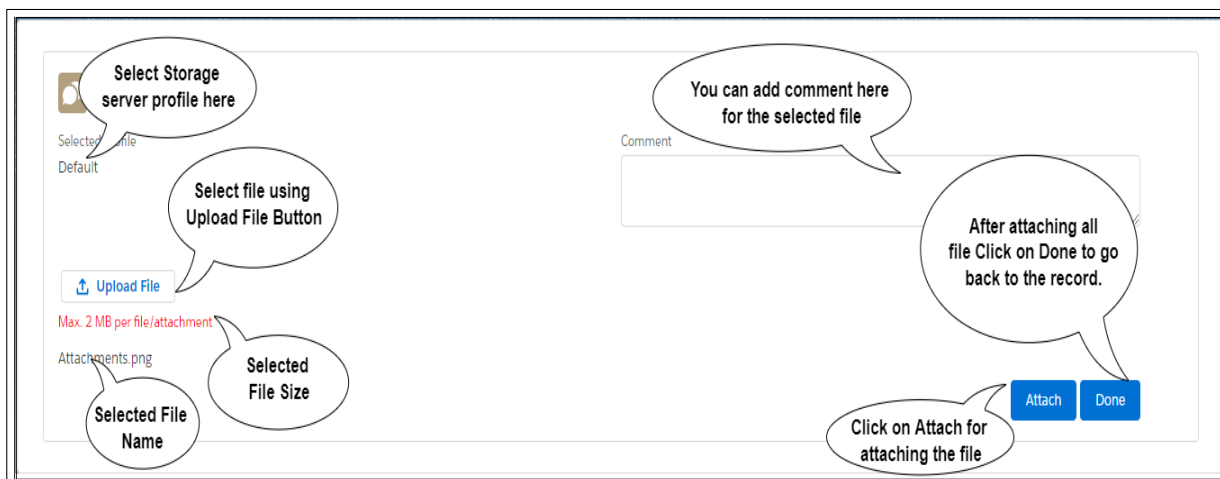 Select Storage
server profile here
You can add comment here
for the selected file
Selected
Comment
Default
Select file using
Upload File Button
After attaching all
file Click on Done to go
back to the record.
Upload File
Max. 2 MB per file/attachment
Attachments.png
Selected
File Size
Selected File
Name
Attach
Done
Click on Attach for
attaching the file